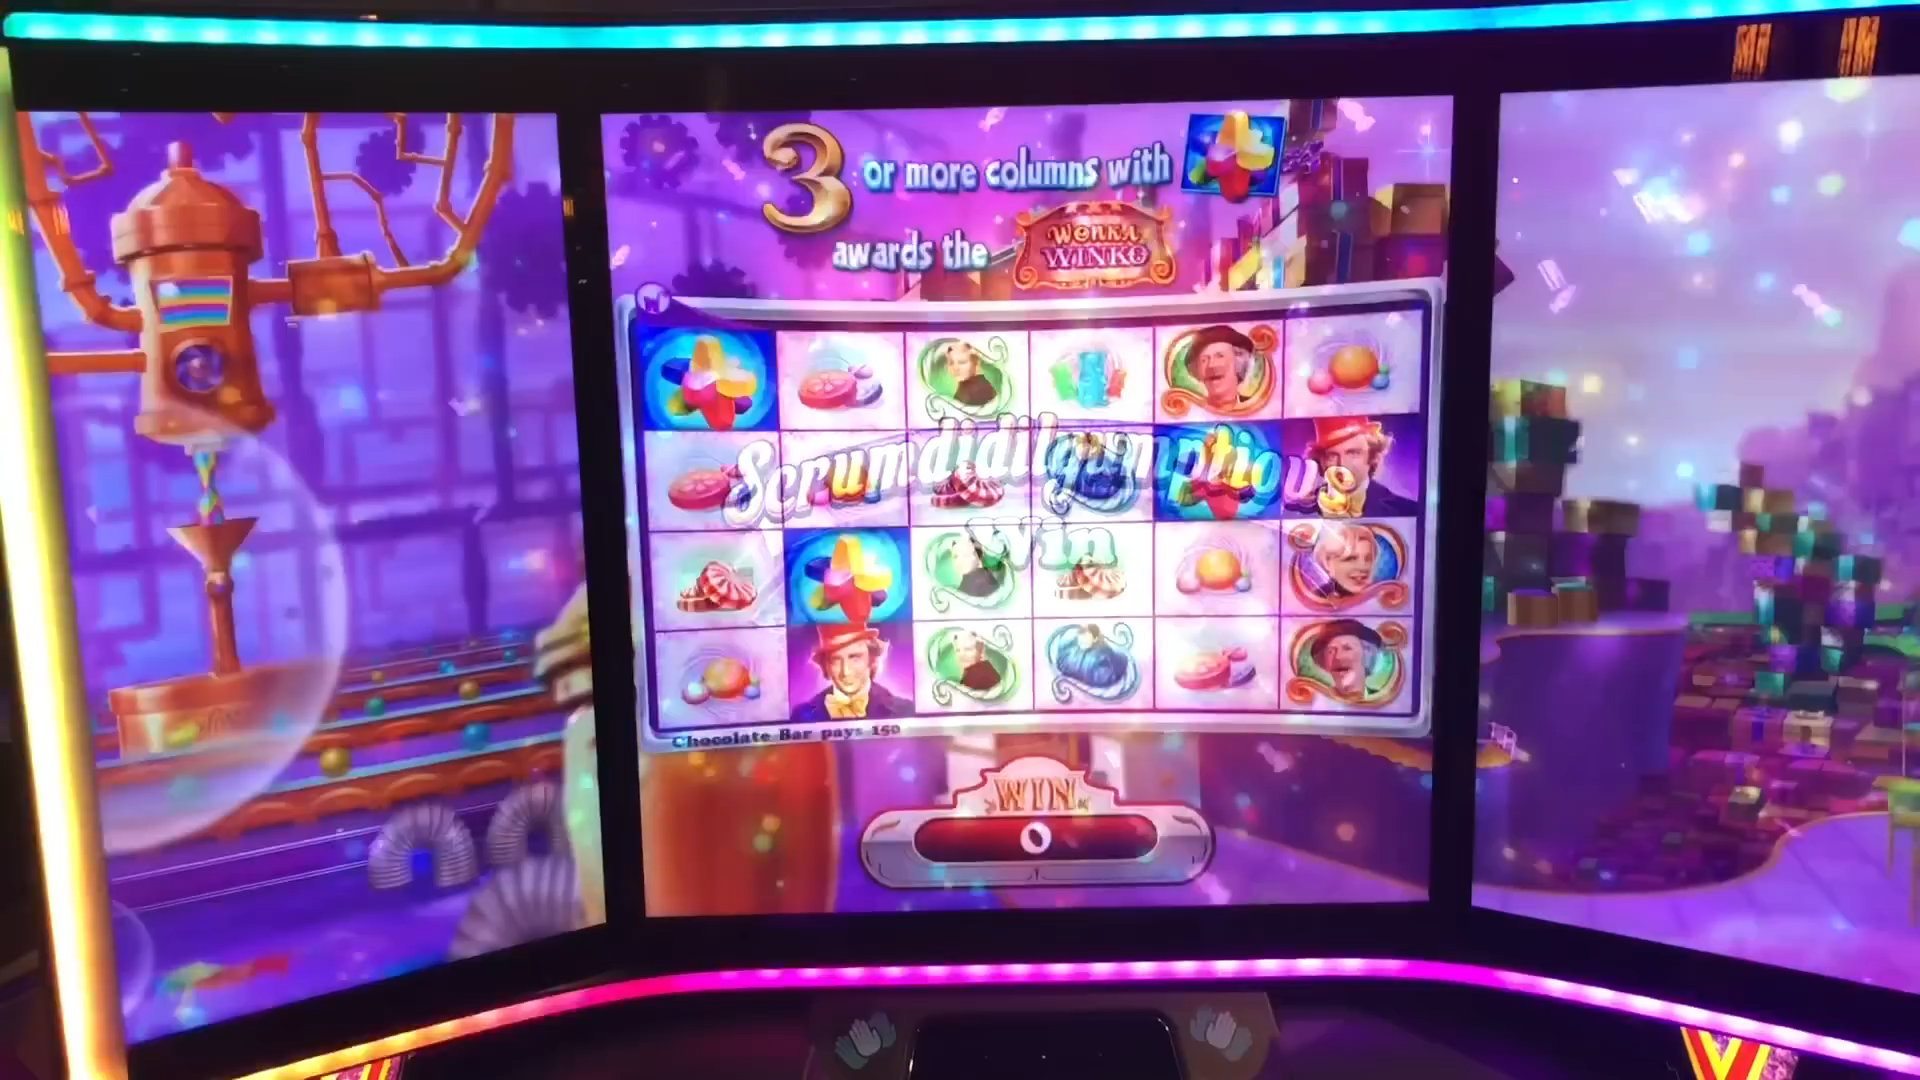 3 or more columns with
awards the WONKA
WINKO
Scrumdidilyumptious
Win
Chocolate Bar pays 150
WIN
0